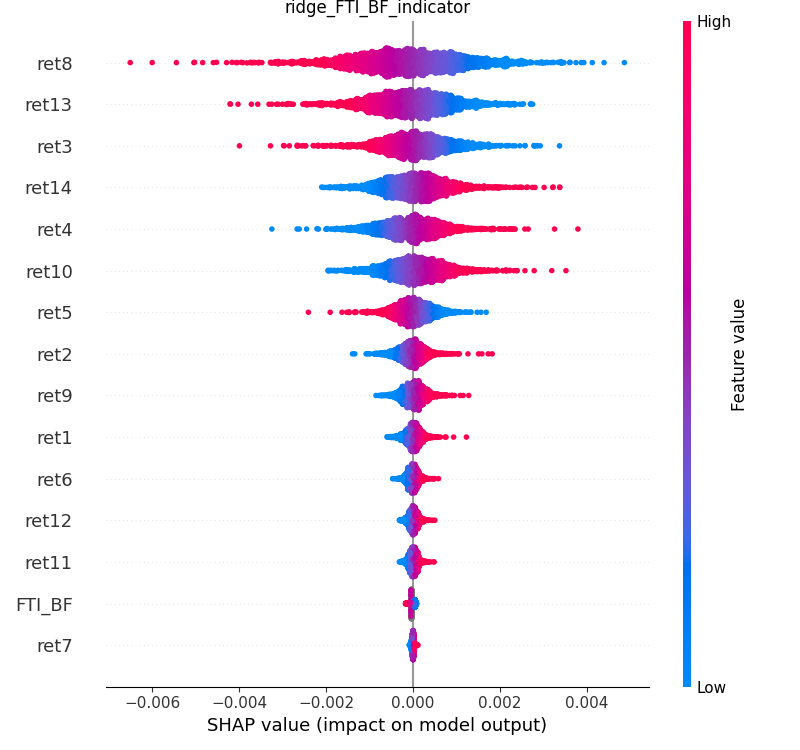 ridge_FTI_BF_indicator
High
ret8
ret13
ret3
ret14
ret4
ret10
ret5
ret2
ret9
ret1
ret6
ret12
ret11
FTI_BF
ret7
Feature value
Low
−0.006 −0.004 −0.002 0.000 0.002 0.004
SHAP value (impact on model output)